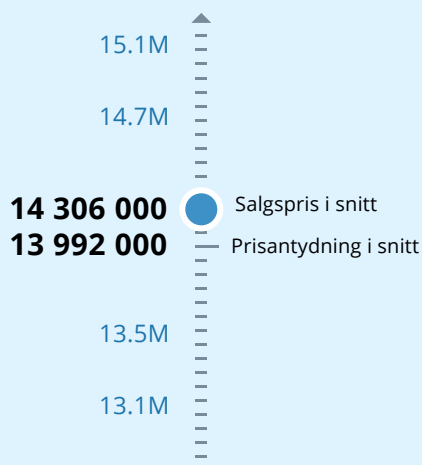 15.1M
14.7M
14 306 000 Salgspris i snitt
13 992 000 Prisantydning i snitt
13.5M
13.1M